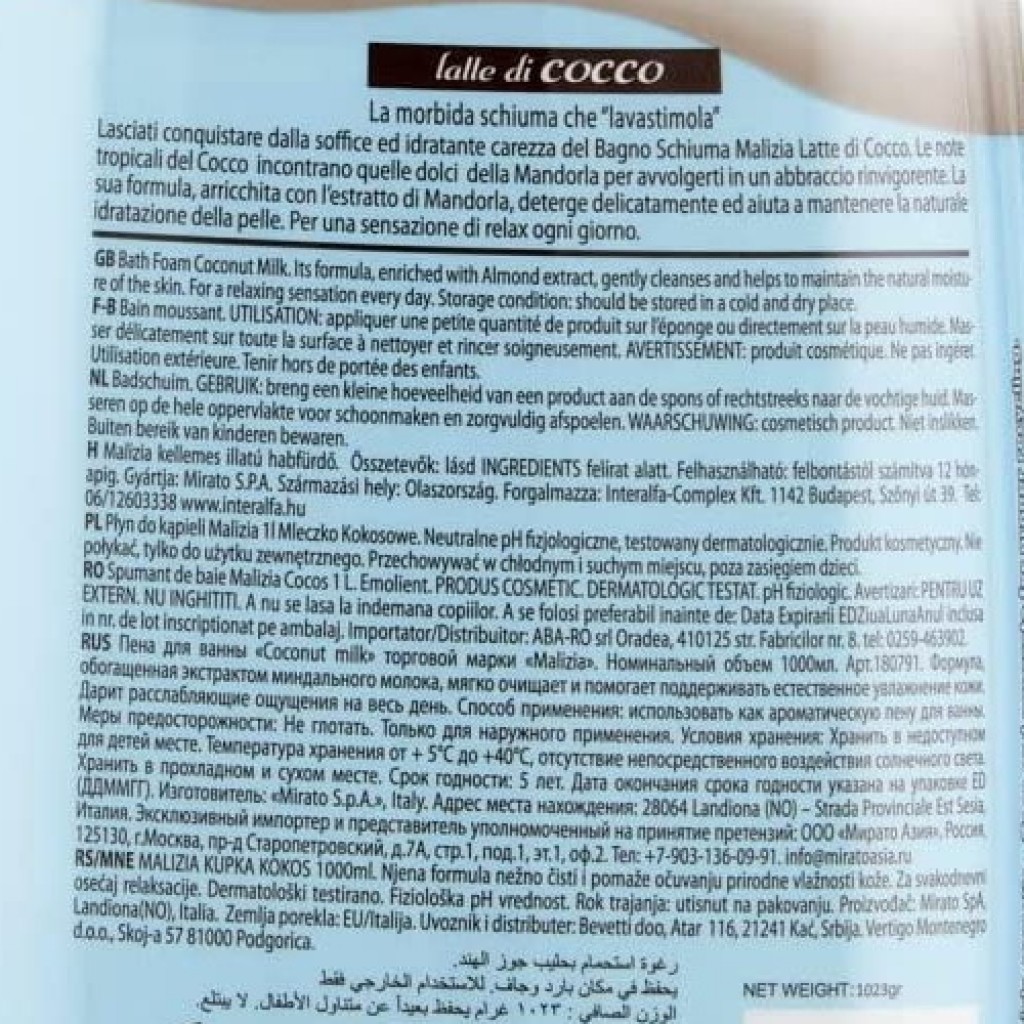 latte di COCCO
La morbida schiuma che "lavastimola"
Lasciati conquistare dalla soffice ed idratante carezza del Bagno Schiuma Malizia Latte di Cocco. Le note
tropicali del Cocco incontrano quelle dolci della Mandorla per avvolgerti in un abbraccio rinvigorente. La
sua formula, arricchita con l'estratto di Mandorla, deterge delicatamente ed aiuta a mantenere la naturale
idratazione della pelle. Per una sensazione di relax ogni giorno.
GB Bath Foam Coconut Milk. Its formula, enriched with Almond extract, gently cleanses and helps to maintain the natural moistu-
re of the skin. For a relaxing sensation every day. Storage condition: should be stored in a cold and dry place.
F-B Bain moussant. UTILISATION: appliquer une petite quantité de produit sur l'éponge ou directement sur la peau humide. Mas-
ser délicatement sur toute la surface à nettoyer et rincer soigneusement. AVERTISSEMENT: produit cosmétique. Ne pas ingérer.
Utilisation extérieure. Tenir hors de portée des enfants.
NL Badschuim. GEBRUIK: breng een kleine hoeveelheid van een product aan de spons of rechtstreeks naar de vochtige huid. Mas-
seren op de hele oppervlakte voor schoonmaken en zorgvuldig afspoelen. WAARSCHUWING: cosmetisch product. Niet inslikken.
Buiten bereik van kinderen bewaren.
H Malizia kellemes illatú habfürdő. Összetevők: lásd INGREDIENTS felirat alatt. Felhasználható: felbontástól számítva 12 hón-
apig. Gyártja: Mirato S.P.A. Származási hely: Olaszország. Forgalmazza: Interalfa-Complex Kft. 1142 Budapest, Szőnyi út 39. Tel:
06/12603338 www.interalfa.hu
PL Płyn do kąpieli Malizia 1l Mleczko Kokosowe. Neutralne pH fizjologiczne, testowany dermatologicznie. Produkt kosmetyczny. Nie
połykać, tylko do użytku zewnętrznego. Przechowywać w chłodnym i suchym miejscu, poza zasięgiem dzieci.
RO Spumant de baie Malizia Cocos 1 L. Emolient. PRODUS COSMETIC. DERMATOLOGIC TESTAT. pH fiziologic. Avertizari: PENTRU UZ
EXTERN. NU INGHITITI. A nu se lasa la indemana copiilor. A se folosi preferabil inainte de: Data Expirarii EDZiuaLunaAnul inclusa
in nr. de lot inscriptionat pe ambalaj. Importator/Distribuitor: ABA-RO srl Oradea, 410125 str. Fabricilor nr. 8. tel: 0259-463902.
RUS Пена для ванны «Coconut milk» торговой марки «Malizia». Номинальный объем 1000мл. Арт.180791. Формула,
обогащенная экстрактом миндального молока, мягко очищает и помогает поддерживать естественное увлажнение кожи.
Дарит расслабляющие ощущения на весь день. Способ применения: использовать как ароматическую пену для ванны.
Меры предосторожности: Не глотать. Только для наружного применения. Условия хранения: Хранить в недоступном
для детей месте. Температура хранения от + 5°C до +40°C, отсутствие непосредственного воздействия солнечного света.
Хранить в прохладном и сухом месте. Срок годности: 5 лет. Дата окончания срока годности указана на упаковке ED
(ДДММГГ). Изготовитель: «Mirato S.p.A.», Italy. Адрес места нахождения: 28064 Landiona (NO) – Strada Provinciale Est Sesia,
Италия. Эксклюзивный импортер и представитель уполномоченный на принятие претензий: ООО «Мирато Азия», Россия,
125130, г.Москва, пр-д Старопетровский, д.7А, стр.1, под.1, эт.1, оф.2. Тел: +7-903-136-09-91. info@miratoasia.ru
RS/MNE MALIZIA KUPKA KOKOS 1000ml. Njena formula nežno čisti i pomaže očuvanju prirodne vlažnosti kože. Za svakodnevni
osećaj relaksacije. Dermatološki testirano. Fiziološka pH vrednost. Rok trajanja: utisnut na pakovanju. Proizvođač: Mirato SpA,
Landiona(NO), Italia. Zemlja porekla: EU/Italija. Uvoznik i distributer: Bevetti doo, Atar 116, 21241 Kać, Srbija. Vertigo Montenegro
d.o.o., Skoj-a 57 81000 Podgorica.
رغوة استحمام بحليب جوز الهند.
يحفظ في مكان بارد وجاف. للاستخدام الخارجي فقط
الوزن الصافي : ١٠٢٣ غرام يحفظ بعيداً عن متناول الأطفال. لا يبتلع.
NET WEIGHT: 1023gr